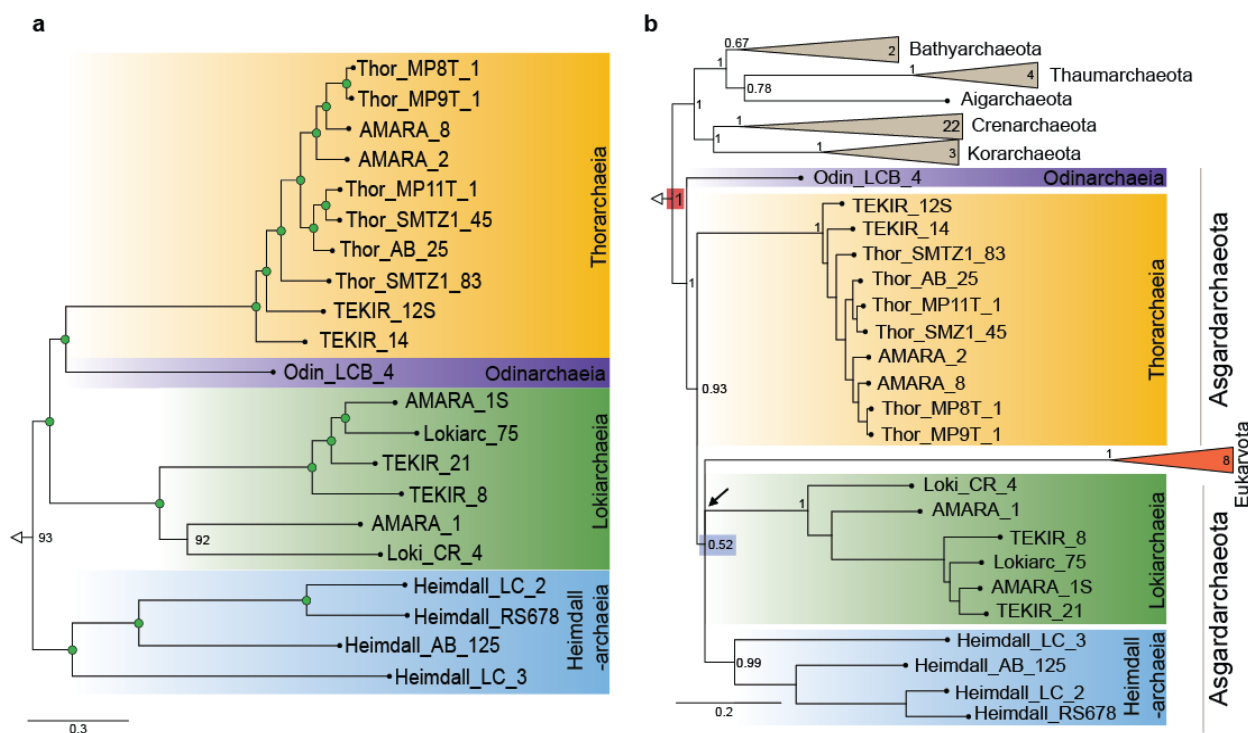 a
Thor_MP8T_1
Thor_MP9T_1
AMARA_8
AMARA_2
Thor_MP11T_1
Thor_SMTZ1_45
Thor_AB_25
Thor_SMTZ1_83
TEKIR_12S
TEKIR_14
Thorarchaeia
Odin_LCB_4
Odinarchaeia
AMARA_1S
Lokiarc_75
TEKIR_21
TEKIR_8
AMARA_1
92
Loki_CR_4
Lokiarchaeia
93
Heimdall_LC_2
Heimdall_RS678
Heimdall_AB_125
Heimdall_LC_3
Heimdall
-archaeia
0.3
b
0.67
2
Bathyarchaeota
1
1
4
Thaumarchaeota
0.78
Aigarchaeota
1
1
22
Crenarchaeota
1
1
3
Korarchaeota
1
Odin_LCB_4
Odinarchaeia
1
TEKIR_12S
1
TEKIR_14
Thor_SMTZ1_83
Thor_AB_25
Thor_MP11T_1
Thor_SMZ1_45
AMARA_2
AMARA_8
Thor_MP8T_1
Thor_MP9T_1
Thorarchaeia
0.93
Asgardarchaeota
1
8
Eukaryota
Loki_CR_4
1
AMARA_1
TEKIR_8
Lokiarc_75
AMARA_1S
TEKIR_21
Lokiarchaeia
0.52
Heimdall_LC_3
0.99
Heimdall_AB_125
Heimdall_LC_2
Heimdall_RS678
Heimdall
-archaeia
Asgardarchaeota
0.2